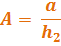 A = a / h₂